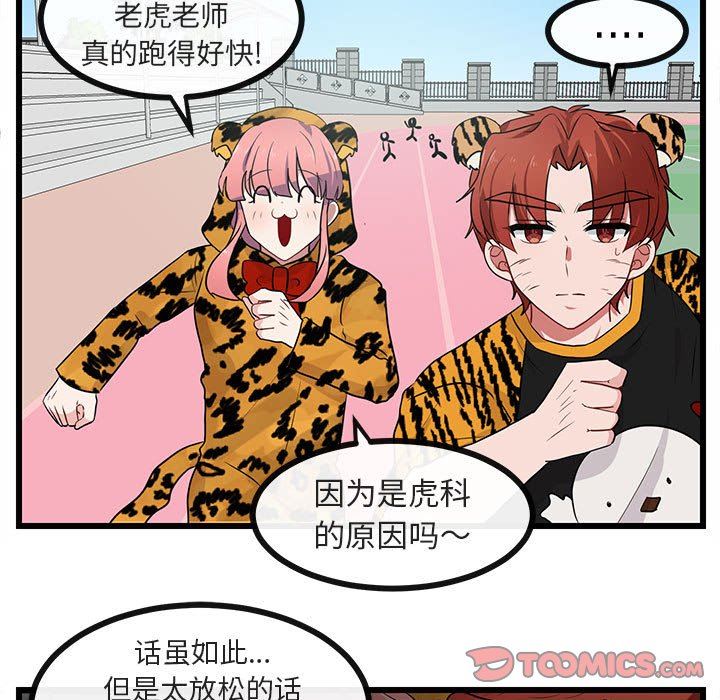 老虎老师
真的跑得好快!
....
因为是虎科
的原因吗～
话虽如此...
但是太放松的话
TOOMICS.COM